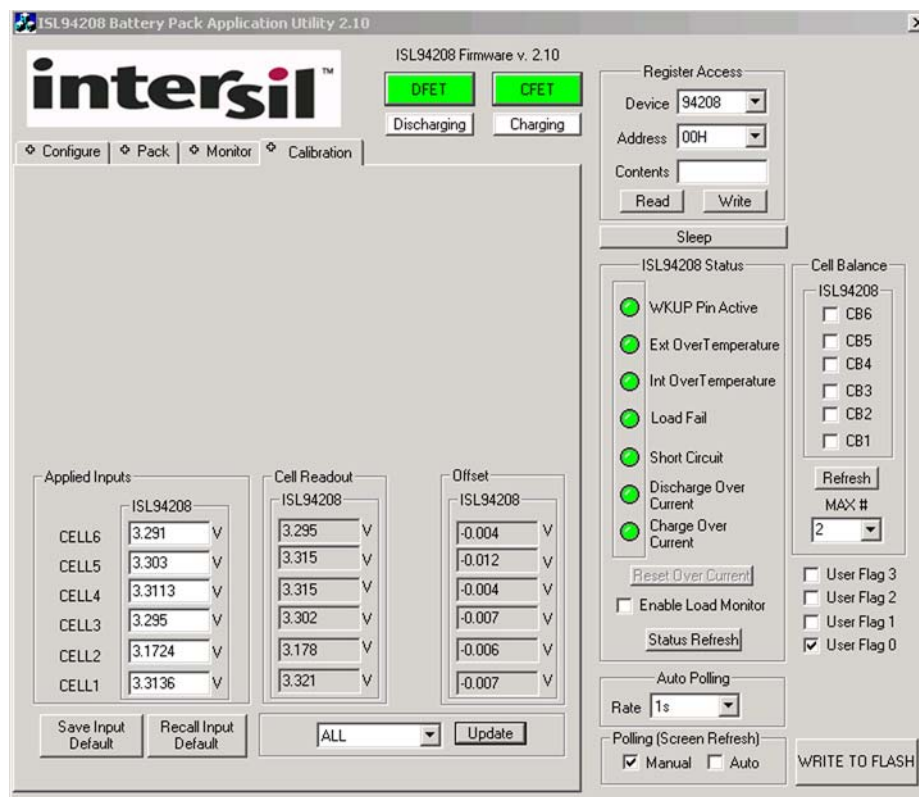 ISL94208 Battery Pack Application Utility 2.10
intersil™
ISL94208 Firmware v. 2.10
DFET CFET
Discharging Charging
Configure Pack Monitor Calibration
Register Access
Device 94208
Address 00H
Contents
Read Write
Sleep
ISL94208 Status
WKUP Pin Active
Ext OverTemperature
Int OverTemperature
Load Fail
Short Circuit
Discharge Over
Current
Charge Over
Current
Reset Over Current
Enable Load Monitor
Status Refresh
Cell Balance
ISL94208
CB6
CB5
CB4
CB3
CB2
CB1
Refresh
MAX #
2
User Flag 3
User Flag 2
User Flag 1
User Flag 0
Applied Inputs Cell Readout Offset
ISL94208 ISL94208 ISL94208
CELL6 3.291 V 3.295 V -0.004 V
CELL5 3.303 V 3.315 V -0.012 V
CELL4 3.3113 V 3.315 V -0.004 V
CELL3 3.295 V 3.302 V -0.007 V
CELL2 3.1724 V 3.178 V -0.006 V
CELL1 3.3136 V 3.321 V -0.007 V
Save Input
Default
Recall Input
Default
ALL Update
Auto Polling
Rate 1s
Polling (Screen Refresh)
Manual Auto
WRITE TO FLASH